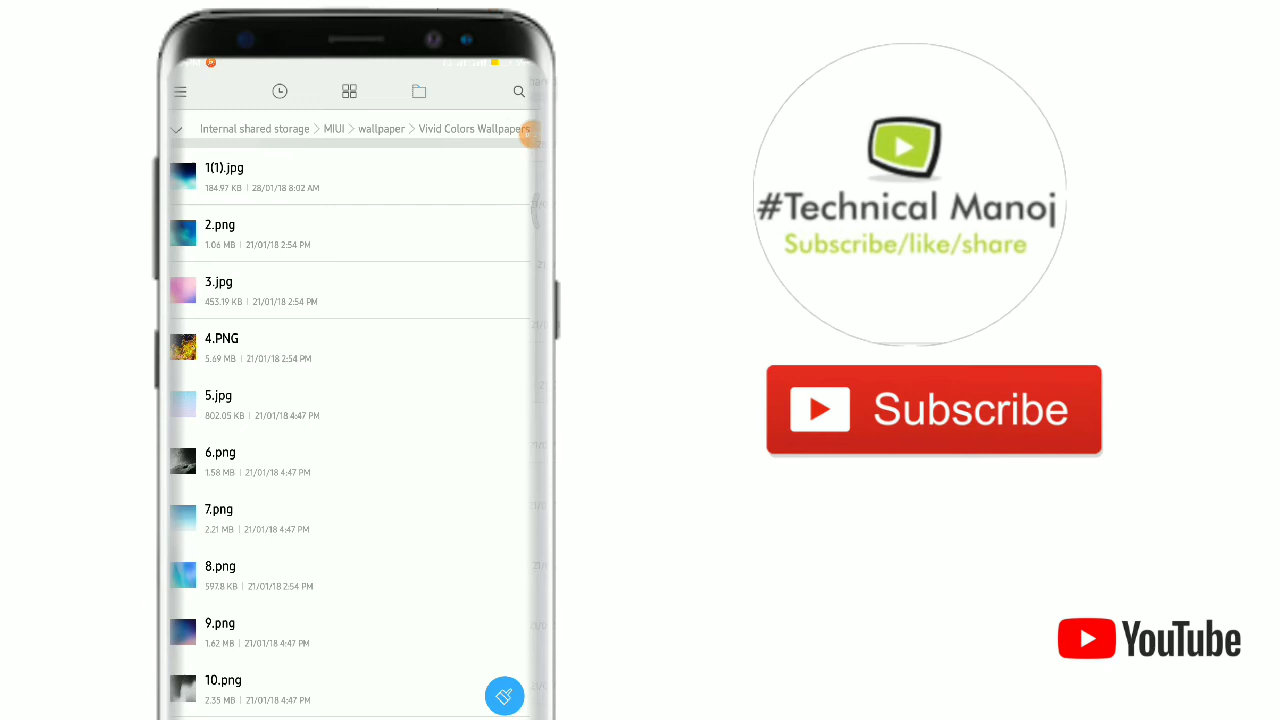 Internal shared storage > MIUI > wallpaper > Vivid Colors Wallpapers
1(1).jpg
184.97 KB | 28/01/18 8:02 AM
2.png
1.06 MB | 21/01/18 2:54 PM
3.jpg
453.19 KB | 21/01/18 2:54 PM
4.PNG
5.69 MB | 21/01/18 2:54 PM
5.jpg
802.05 KB | 21/01/18 4:47 PM
6.png
1.58 MB | 21/01/18 4:47 PM
7.png
2.21 MB | 21/01/18 4:47 PM
8.png
597.8 KB | 21/01/18 2:54 PM
9.png
1.62 MB | 21/01/18 4:47 PM
10.png
2.35 MB | 21/01/18 4:47 PM
#Technical Manoj
Subscribe/like/share
Subscribe
YouTube